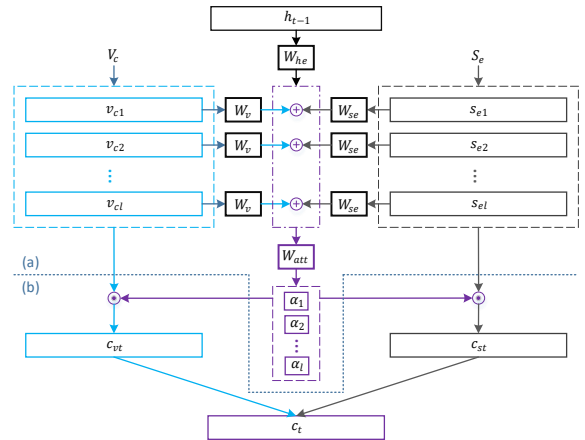 h_{t−1}
V_c W_{he} S_e
v_{c1} W_v W_{se} s_{e1}
v_{c2} W_v W_{se} s_{e2}
⋮ ⋮
v_{cl} W_v W_{se} s_{el}
W_{att}
(a)
(b)
α_1
α_2
⋮
α_l
c_{vt} c_{st}
c_t